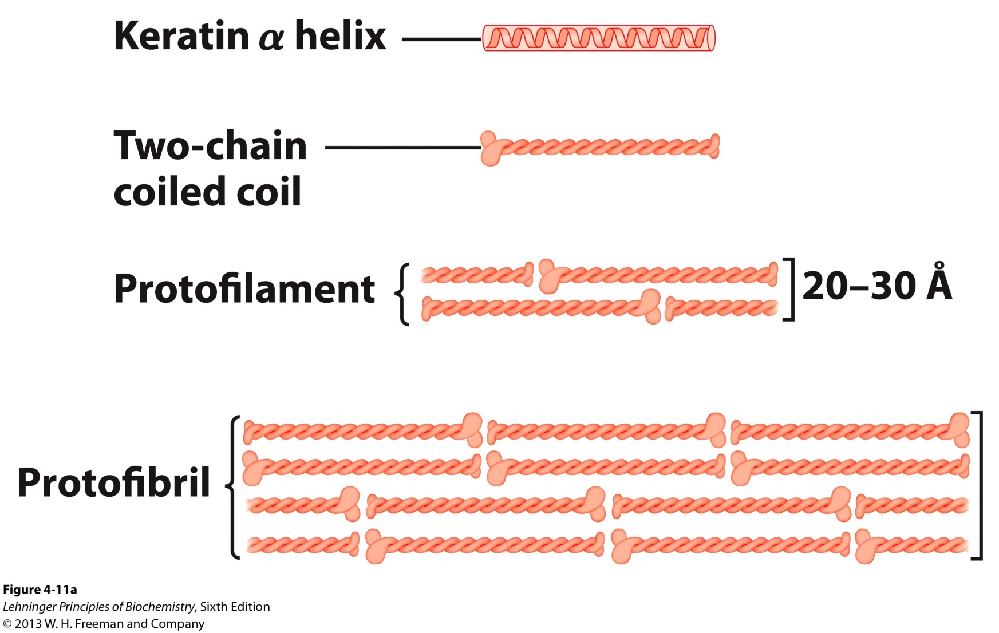 Keratin α helix
Two-chain
coiled coil
Protofilament
20–30 Å
Protofibril
Figure 4-11a
Lehninger Principles of Biochemistry, Sixth Edition
© 2013 W. H. Freeman and Company